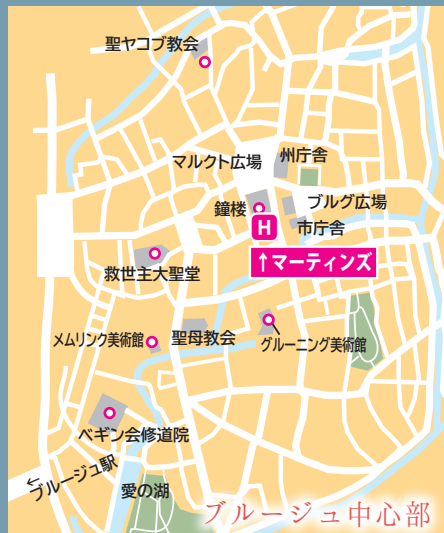 聖ヤコブ教会
マルクト広場
州庁舎
鐘楼
ブルグ広場
H
市庁舎
↑マーティンズ
救世主大聖堂
メムリンク美術館
聖母教会
グルーニング美術館
ベギン会修道院
←ブルージュ駅
愛の湖
ブルージュ中心部